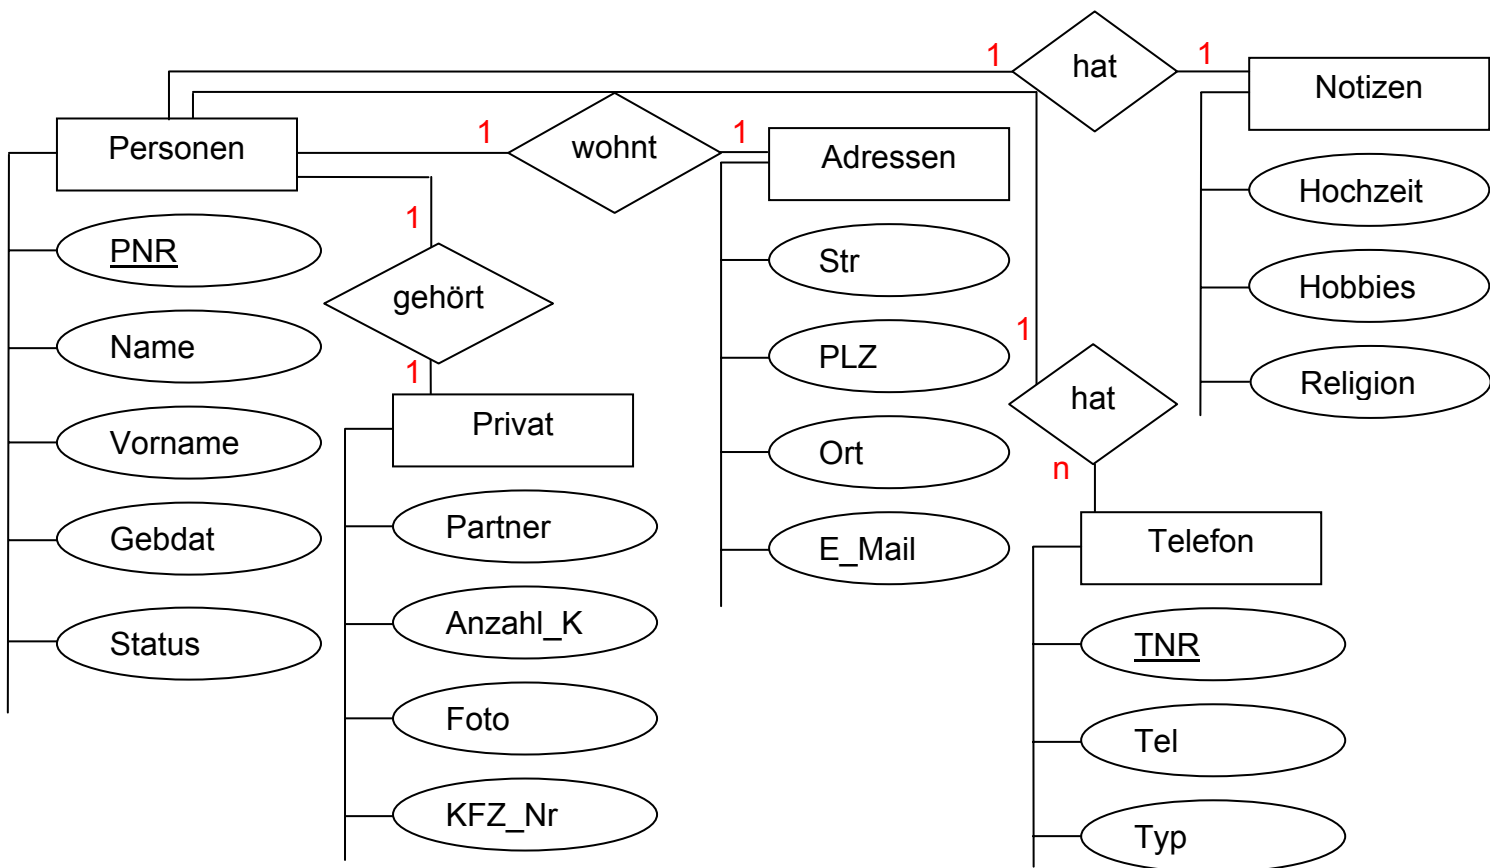 1
hat
1
Notizen
Personen
1
wohnt
1
Adressen
Hochzeit
Hobbies
Religion
PNR
Name
Vorname
Gebdat
Status
1
gehört
1
Privat
Partner
Anzahl_K
Foto
KFZ_Nr
Str
PLZ
Ort
E_Mail
1
hat
n
Telefon
TNR
Tel
Typ